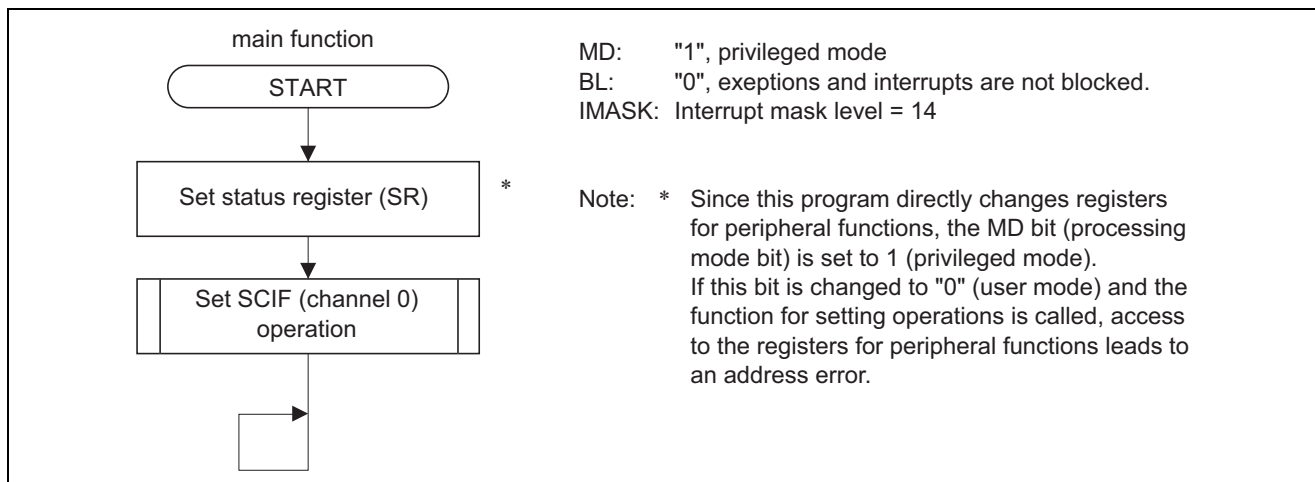 main function
START
Set status register (SR)
*
Set SCIF (channel 0)
operation
MD: "1", privileged mode
BL: "0", exeptions and interrupts are not blocked.
IMASK: Interrupt mask level = 14
Note: * Since this program directly changes registers
for peripheral functions, the MD bit (processing
mode bit) is set to 1 (privileged mode).
If this bit is changed to "0" (user mode) and the
function for setting operations is called, access
to the registers for peripheral functions leads to
an address error.